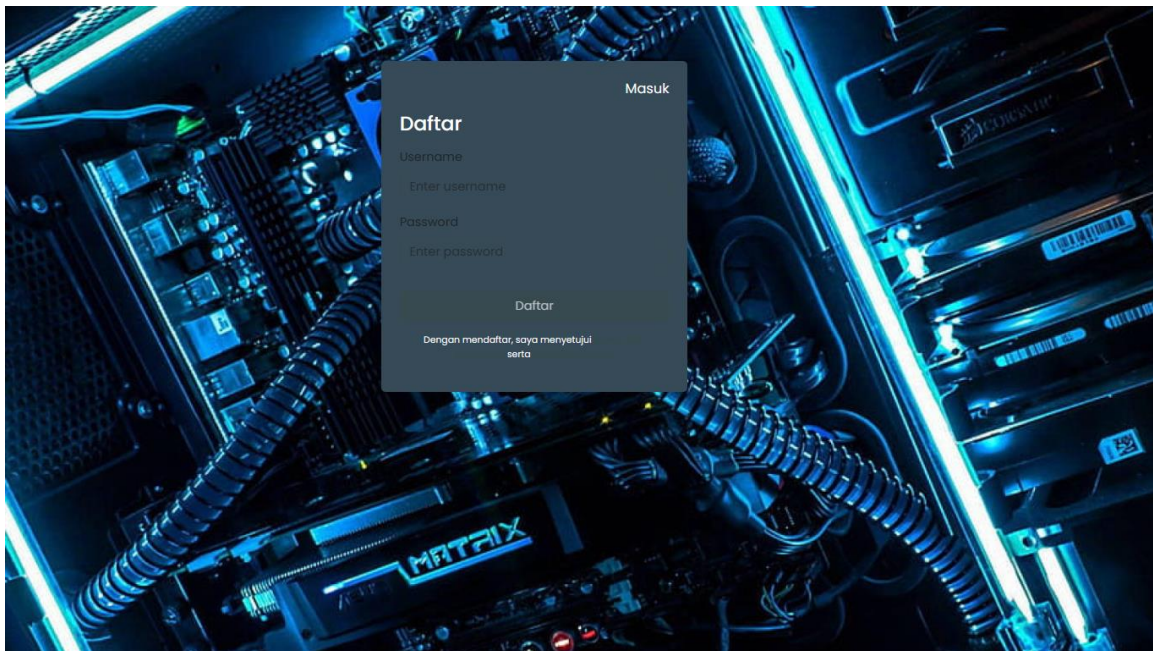 Masuk
Daftar
Username
Enter username
Password
Enter password
Daftar
Dengan mendaftar, saya menyetujui
serta
MATRIX